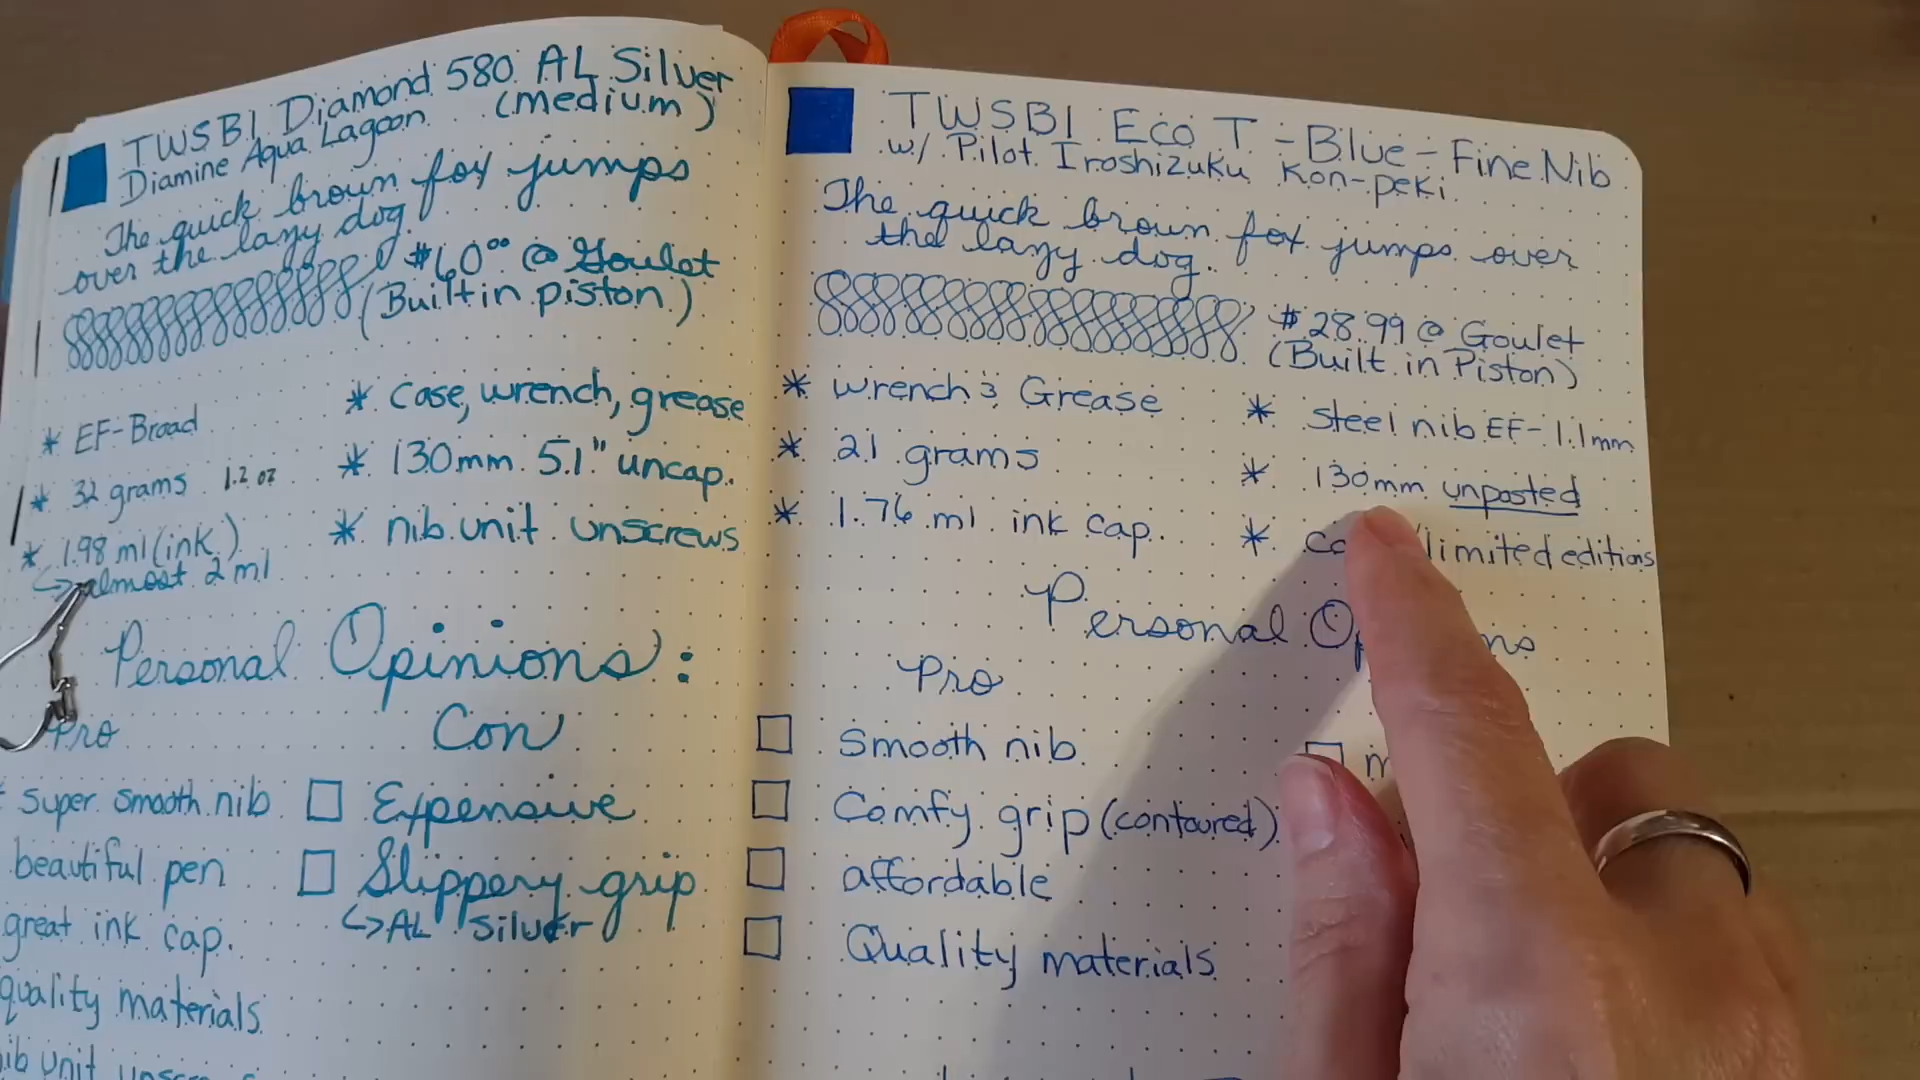 TWSBI Diamond 580 AL Silver
Diamine Aqua Lagoon (medium)
The quick brown fox jumps
over the lazy dog.
$60.00 @ Goulet
(Built in piston)
* EF-Broad
* 32 grams 1.2 oz
* 1.98 ml (ink)
↳ almost 2 ml
* case, wrench, grease
* 130mm 5.1" uncap.
* nib unit unscrews
Personal Opinions:
Pro
super smooth nib
beautiful pen
great ink cap.
quality materials
nib unit
Con
Expensive
Slippery grip
↳ AL Silver
TWSBI Eco T - Blue - Fine Nib
w/ Pilot Iroshizuku Kon-peki
The quick brown fox jumps over
the lazy dog.
$28.99 @ Goulet
(Built in Piston)
* wrench & Grease
* 21 grams
* 1.76 ml ink cap.
* steel nib EF-1.1mm
* 130mm unposted
* /limited editions
Personal
Pro
smooth nib
Comfy grip (contoured)
affordable
Quality materials